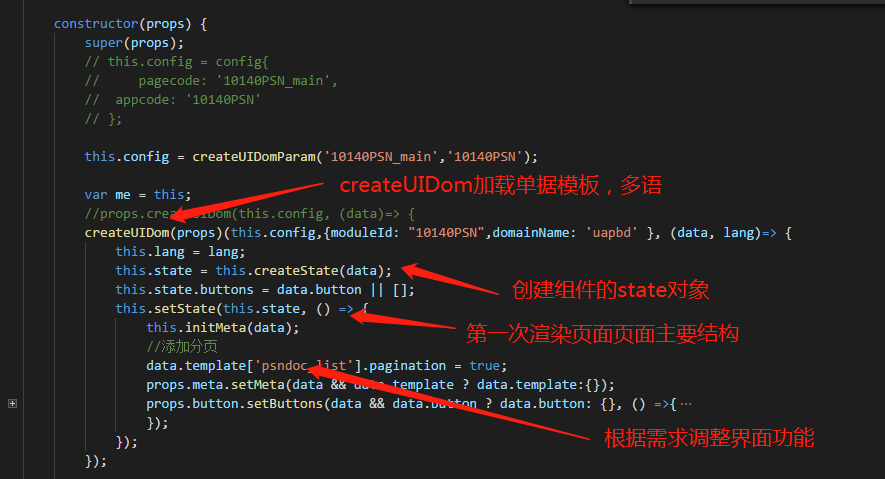 constructor(props) {
super(props);
// this.config = config{
// pagecode: '10140PSN_main',
// appcode: '10140PSN'
// };
this.config = createUIDomParam('10140PSN_main','10140PSN');
createUIDom加载单据模板，多语
var me = this;
//props.createUIDom(this.config, (data)=> {
createUIDom(props)(this.config,{moduleId: "10140PSN",domainName: 'uapbd' }, (data, lang)=> {
this.lang = lang;
this.state = this.createState(data);
创建组件的state对象
this.state.buttons = data.button || [];
this.setState(this.state, () => {
第一次渲染页面页面主要结构
this.initMeta(data);
//添加分页
data.template['psndoc_list'].pagination = true;
props.meta.setMeta(data && data.template ? data.template:{});
props.button.setButtons(data && data.button ? data.button: {}, () =>{ ⋯
});
根据需求调整界面功能
});
});